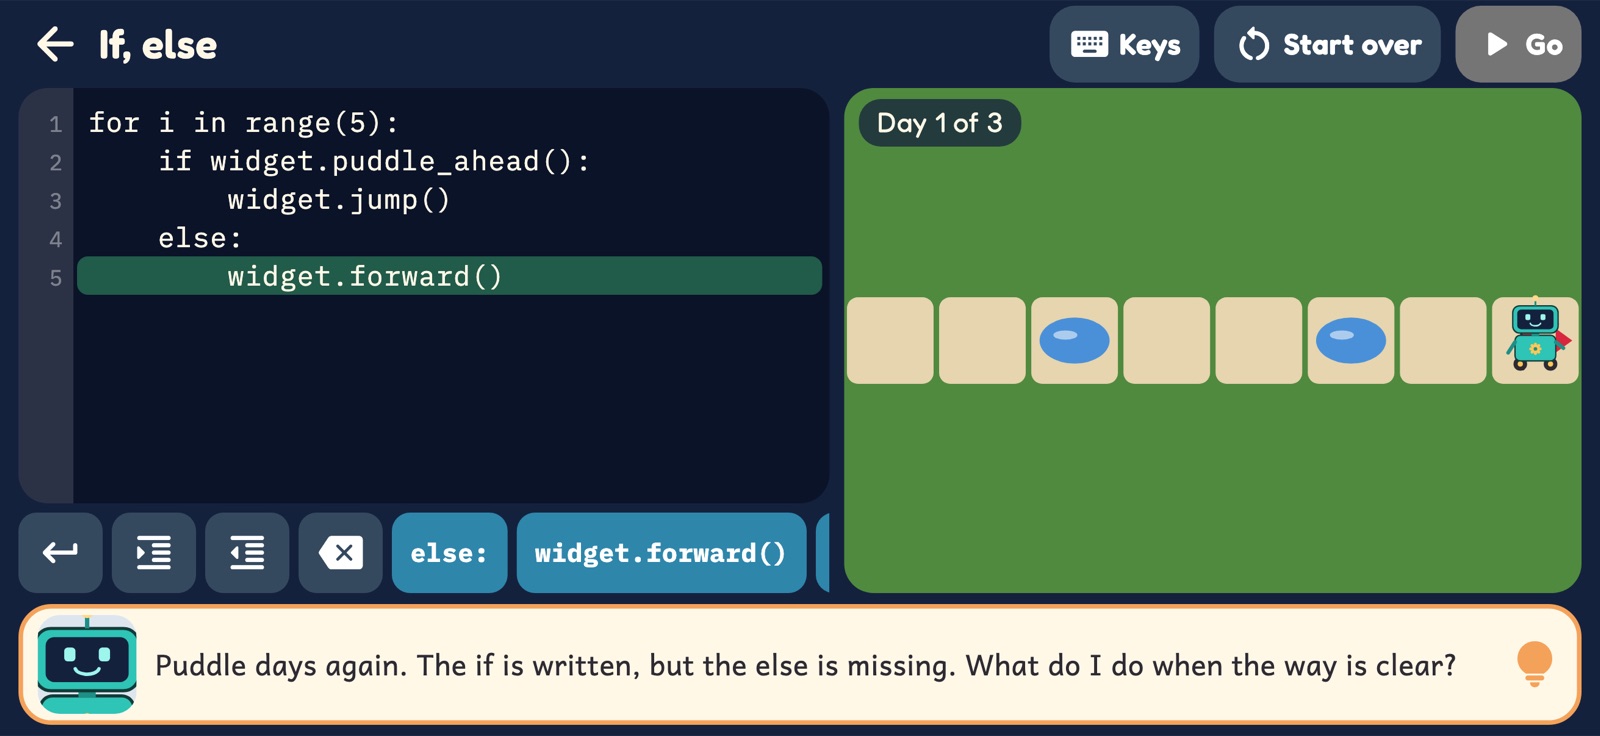 If, else
Keys
Start over
Go
1 for i in range(5):
2     if widget.puddle_ahead():
3         widget.jump()
4     else:
5         widget.forward()
Day 1 of 3
else:
widget.forward()
Puddle days again. The if is written, but the else is missing. What do I do when the way is clear?